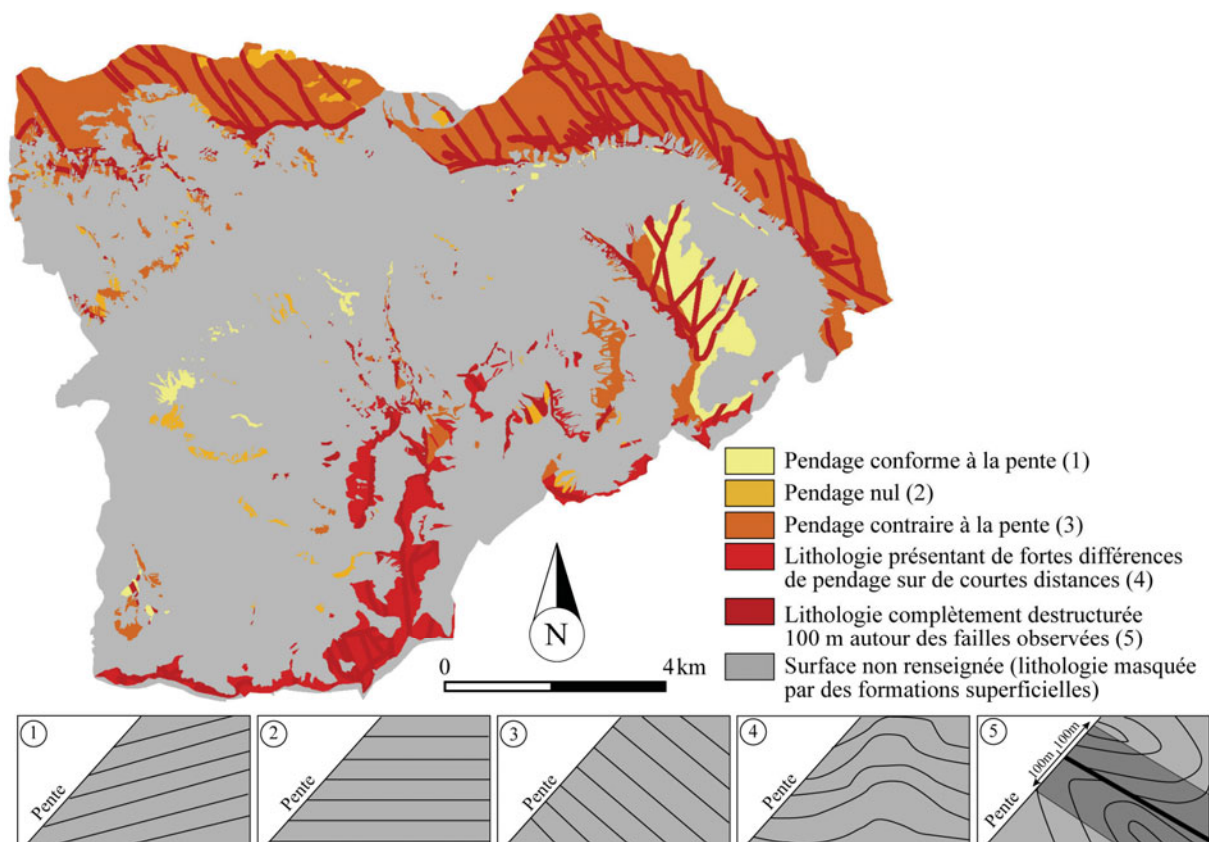 Pendage conforme à la pente (1)
Pendage nul (2)
Pendage contraire à la pente (3)
Lithologie présentant de fortes différences
de pendage sur de courtes distances (4)
Lithologie complètement destructurée
100 m autour des failles observées (5)
Surface non renseignée (lithologie masquée
par des formations superficielles)
N
0 4 km
1
Pente
2
Pente
3
Pente
4
Pente
5
100m 100m
Pente